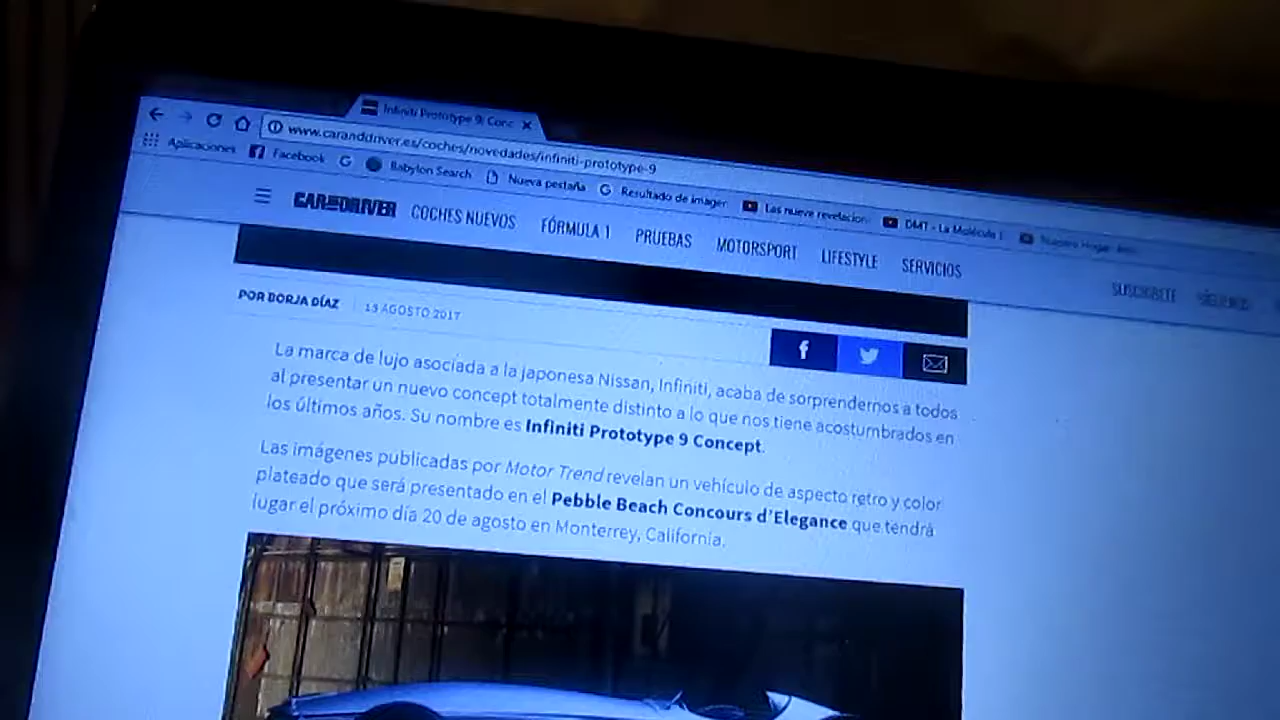 Infiniti Prototype 9 Conc
www.caranddriver.es/coches/novedades/infiniti-prototype-9
Aplicaciones Facebook Babylon Search Nueva pestaña Resultado de imagen Las nueve revelacion DMT - La Molécula
CAR AND DRIVER COCHES NUEVOS FÓRMULA 1 PRUEBAS MOTORSPORT LIFESTYLE SERVICIOS SUSCRÍBETE
POR BORJA DÍAZ AGOSTO 2017
La marca de lujo asociada a la japonesa Nissan, Infiniti, acaba de sorprendernos a todos
al presentar un nuevo concept totalmente distinto a lo que nos tiene acostumbrados en
los últimos años. Su nombre es Infiniti Prototype 9 Concept.
Las imágenes publicadas por Motor Trend revelan un vehículo de aspecto retro y color
plateado que será presentado en el Pebble Beach Concours d'Elegance que tendrá
lugar el próximo día 20 de agosto en Monterrey, California.